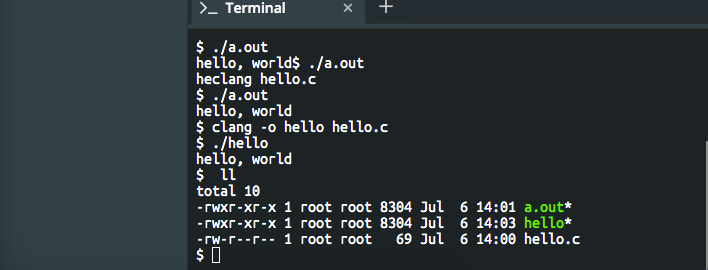 >_ Terminal × +
$ ./a.out
hello, world$ ./a.out
heclang hello.c
$ ./a.out
hello, world
$ clang -o hello hello.c
$ ./hello
hello, world
$  ll
total 10
-rwxr-xr-x 1 root root 8304 Jul  6 14:01 a.out*
-rwxr-xr-x 1 root root 8304 Jul  6 14:03 hello*
-rw-r--r-- 1 root root   69 Jul  6 14:00 hello.c
$